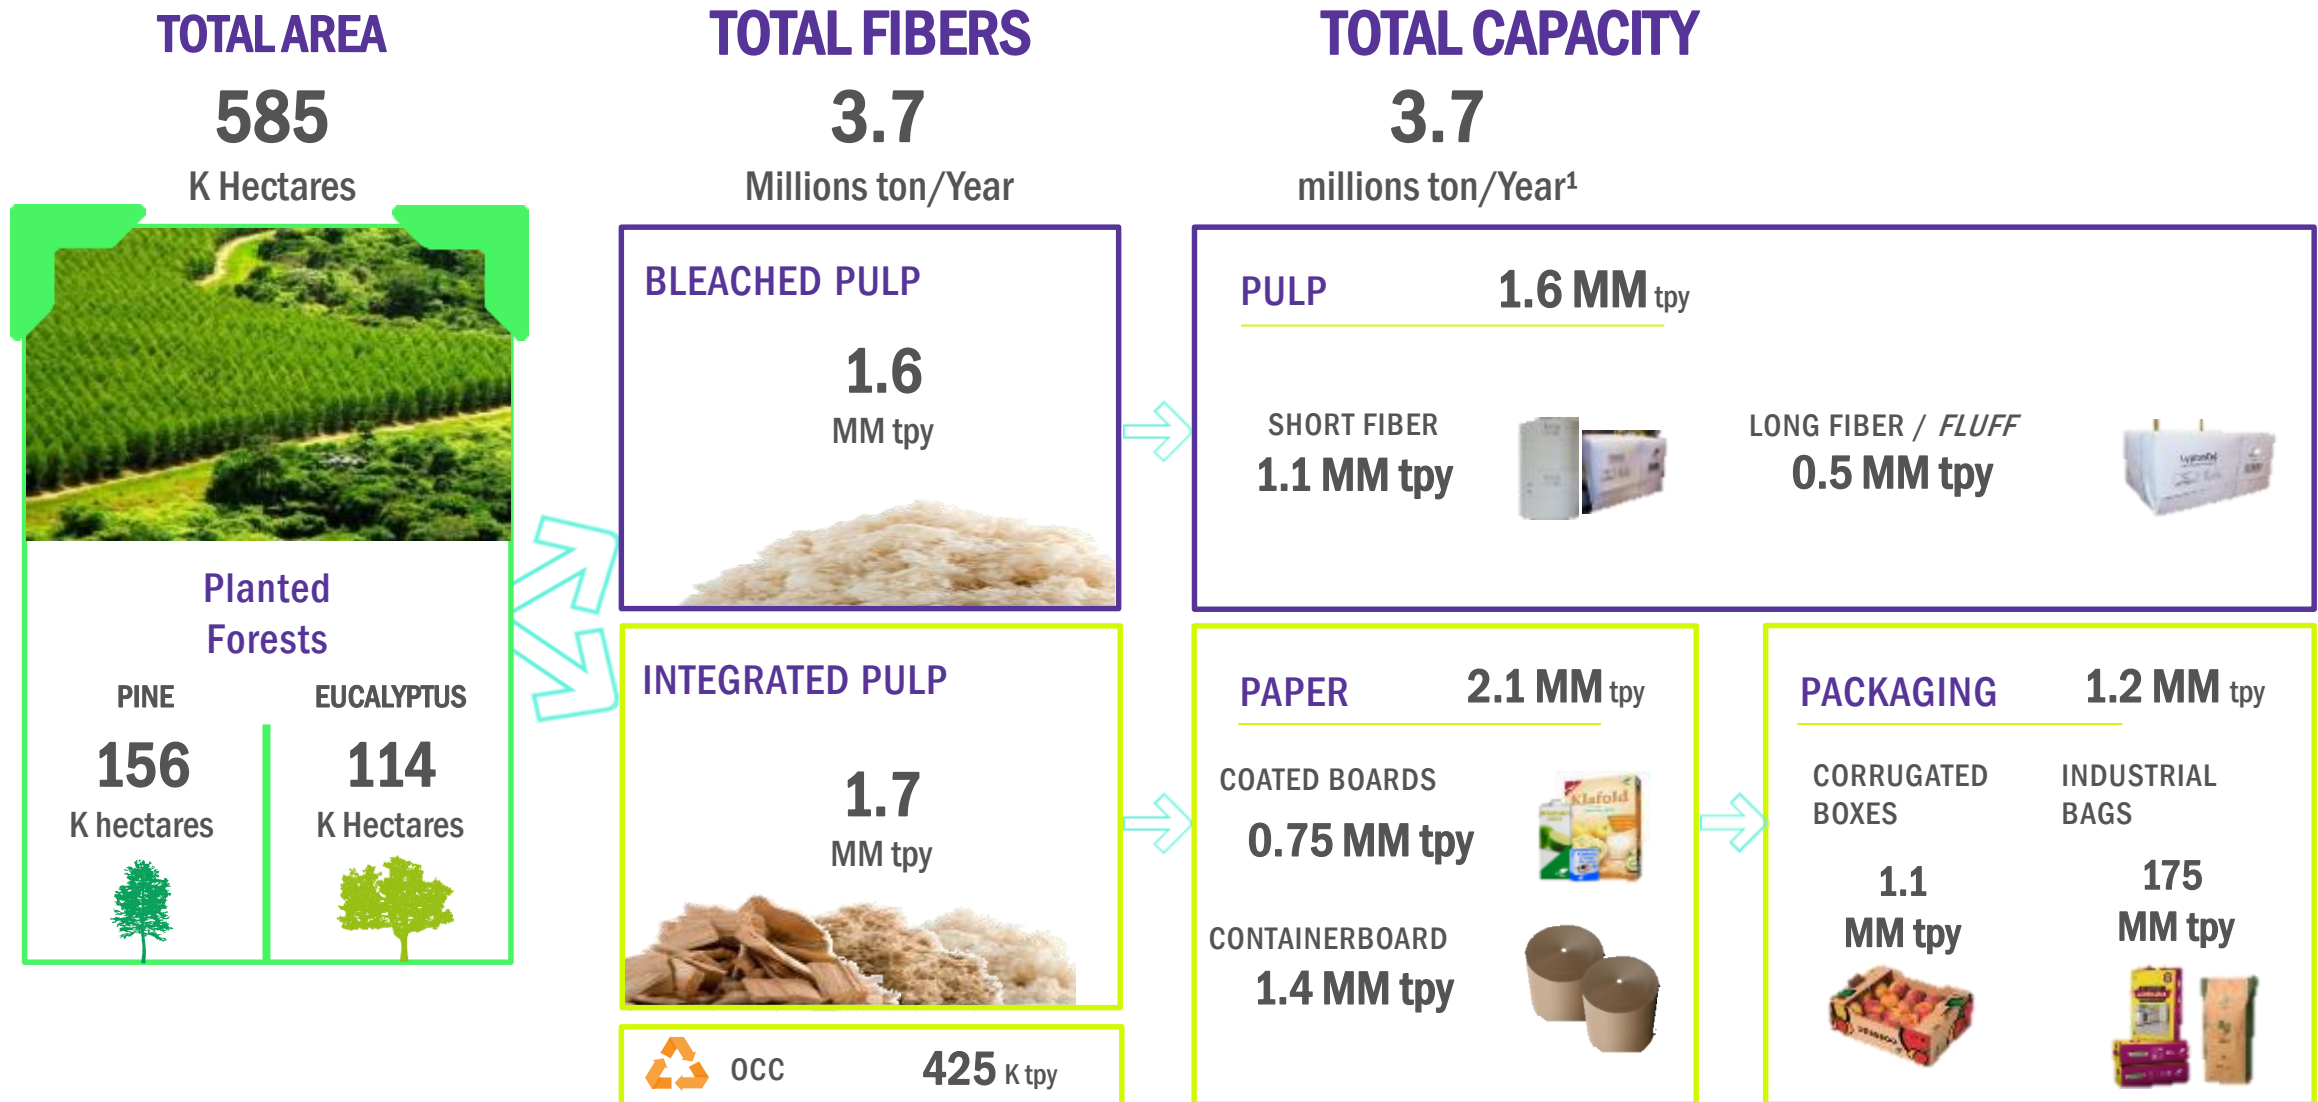 TOTAL AREA
585
K Hectares
Planted
Forests
PINE
156
K hectares
EUCALYPTUS
114
K Hectares
TOTAL FIBERS
3.7
Millions ton/Year
BLEACHED PULP
1.6
MM tpy
INTEGRATED PULP
1.7
MM tpy
OCC 425 K tpy
TOTAL CAPACITY
3.7
millions ton/Year¹
PULP 1.6 MM tpy
SHORT FIBER
1.1 MM tpy
LONG FIBER / FLUFF
0.5 MM tpy
PAPER 2.1 MM tpy
COATED BOARDS
0.75 MM tpy
Klafold
CONTAINERBOARD
1.4 MM tpy
PACKAGING 1.2 MM tpy
CORRUGATED
BOXES
1.1
MM tpy
INDUSTRIAL
BAGS
175
MM tpy